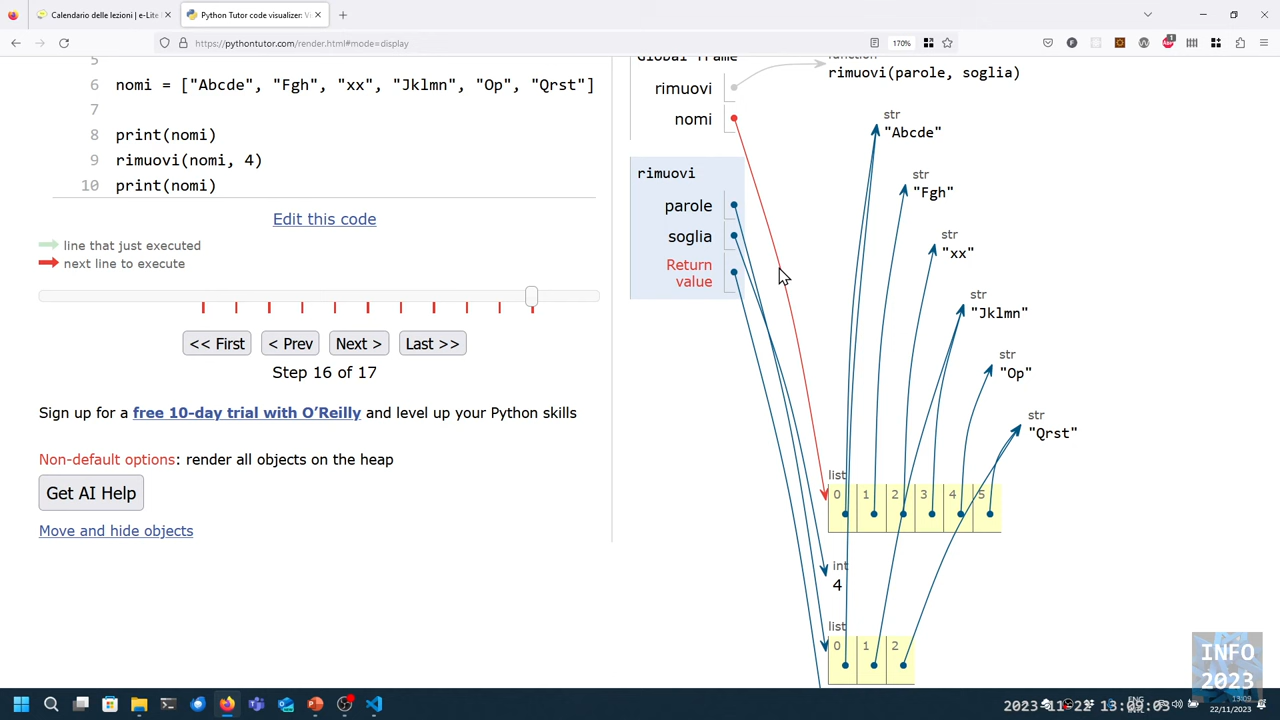 Calendario delle lezioni | e-Lite
Python Tutor code visualizer: V
https://pythontutor.com/render.html#mode=display
170%
5
6 nomi = ["Abcde", "Fgh", "xx", "Jklmn", "Op", "Qrst"]
7
8 print(nomi)
9 rimuovi(nomi, 4)
10 print(nomi)
Edit this code
line that just executed
next line to execute
<< First
< Prev
Next >
Last >>
Step 16 of 17
Sign up for a free 10-day trial with O'Reilly and level up your Python skills
Non-default options: render all objects on the heap
Get AI Help
Move and hide objects
Global frame
rimuovi
nomi
rimuovi
parole
soglia
Return
value
function
rimuovi(parole, soglia)
str
"Abcde"
str
"Fgh"
str
"xx"
str
"Jklmn"
str
"Op"
str
"Qrst"
list
0 1 2 3 4 5
int
4
list
0 1 2
INFO
2023
ENG
13:09
22/11/2023